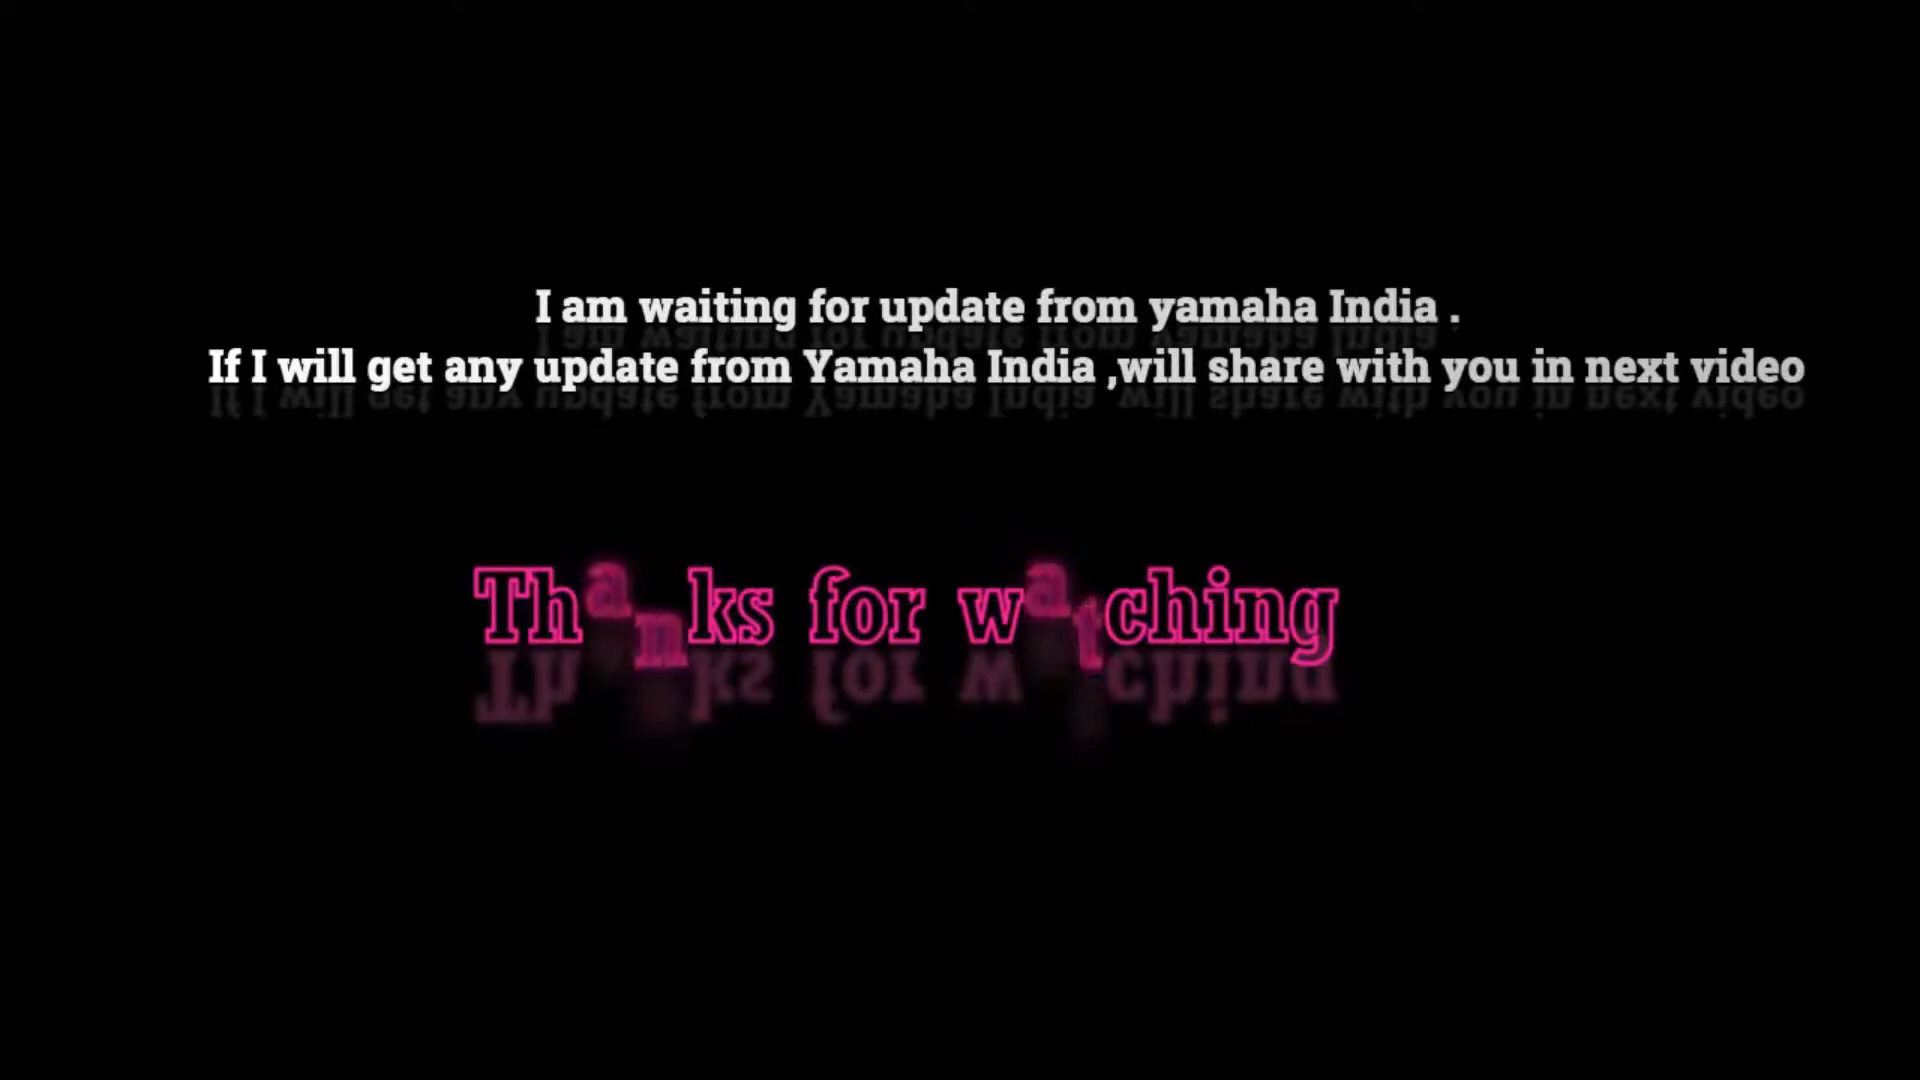 I am waiting for update from yamaha India .
If I will get any update from Yamaha India ,will share with you in next video
Thanks for watching